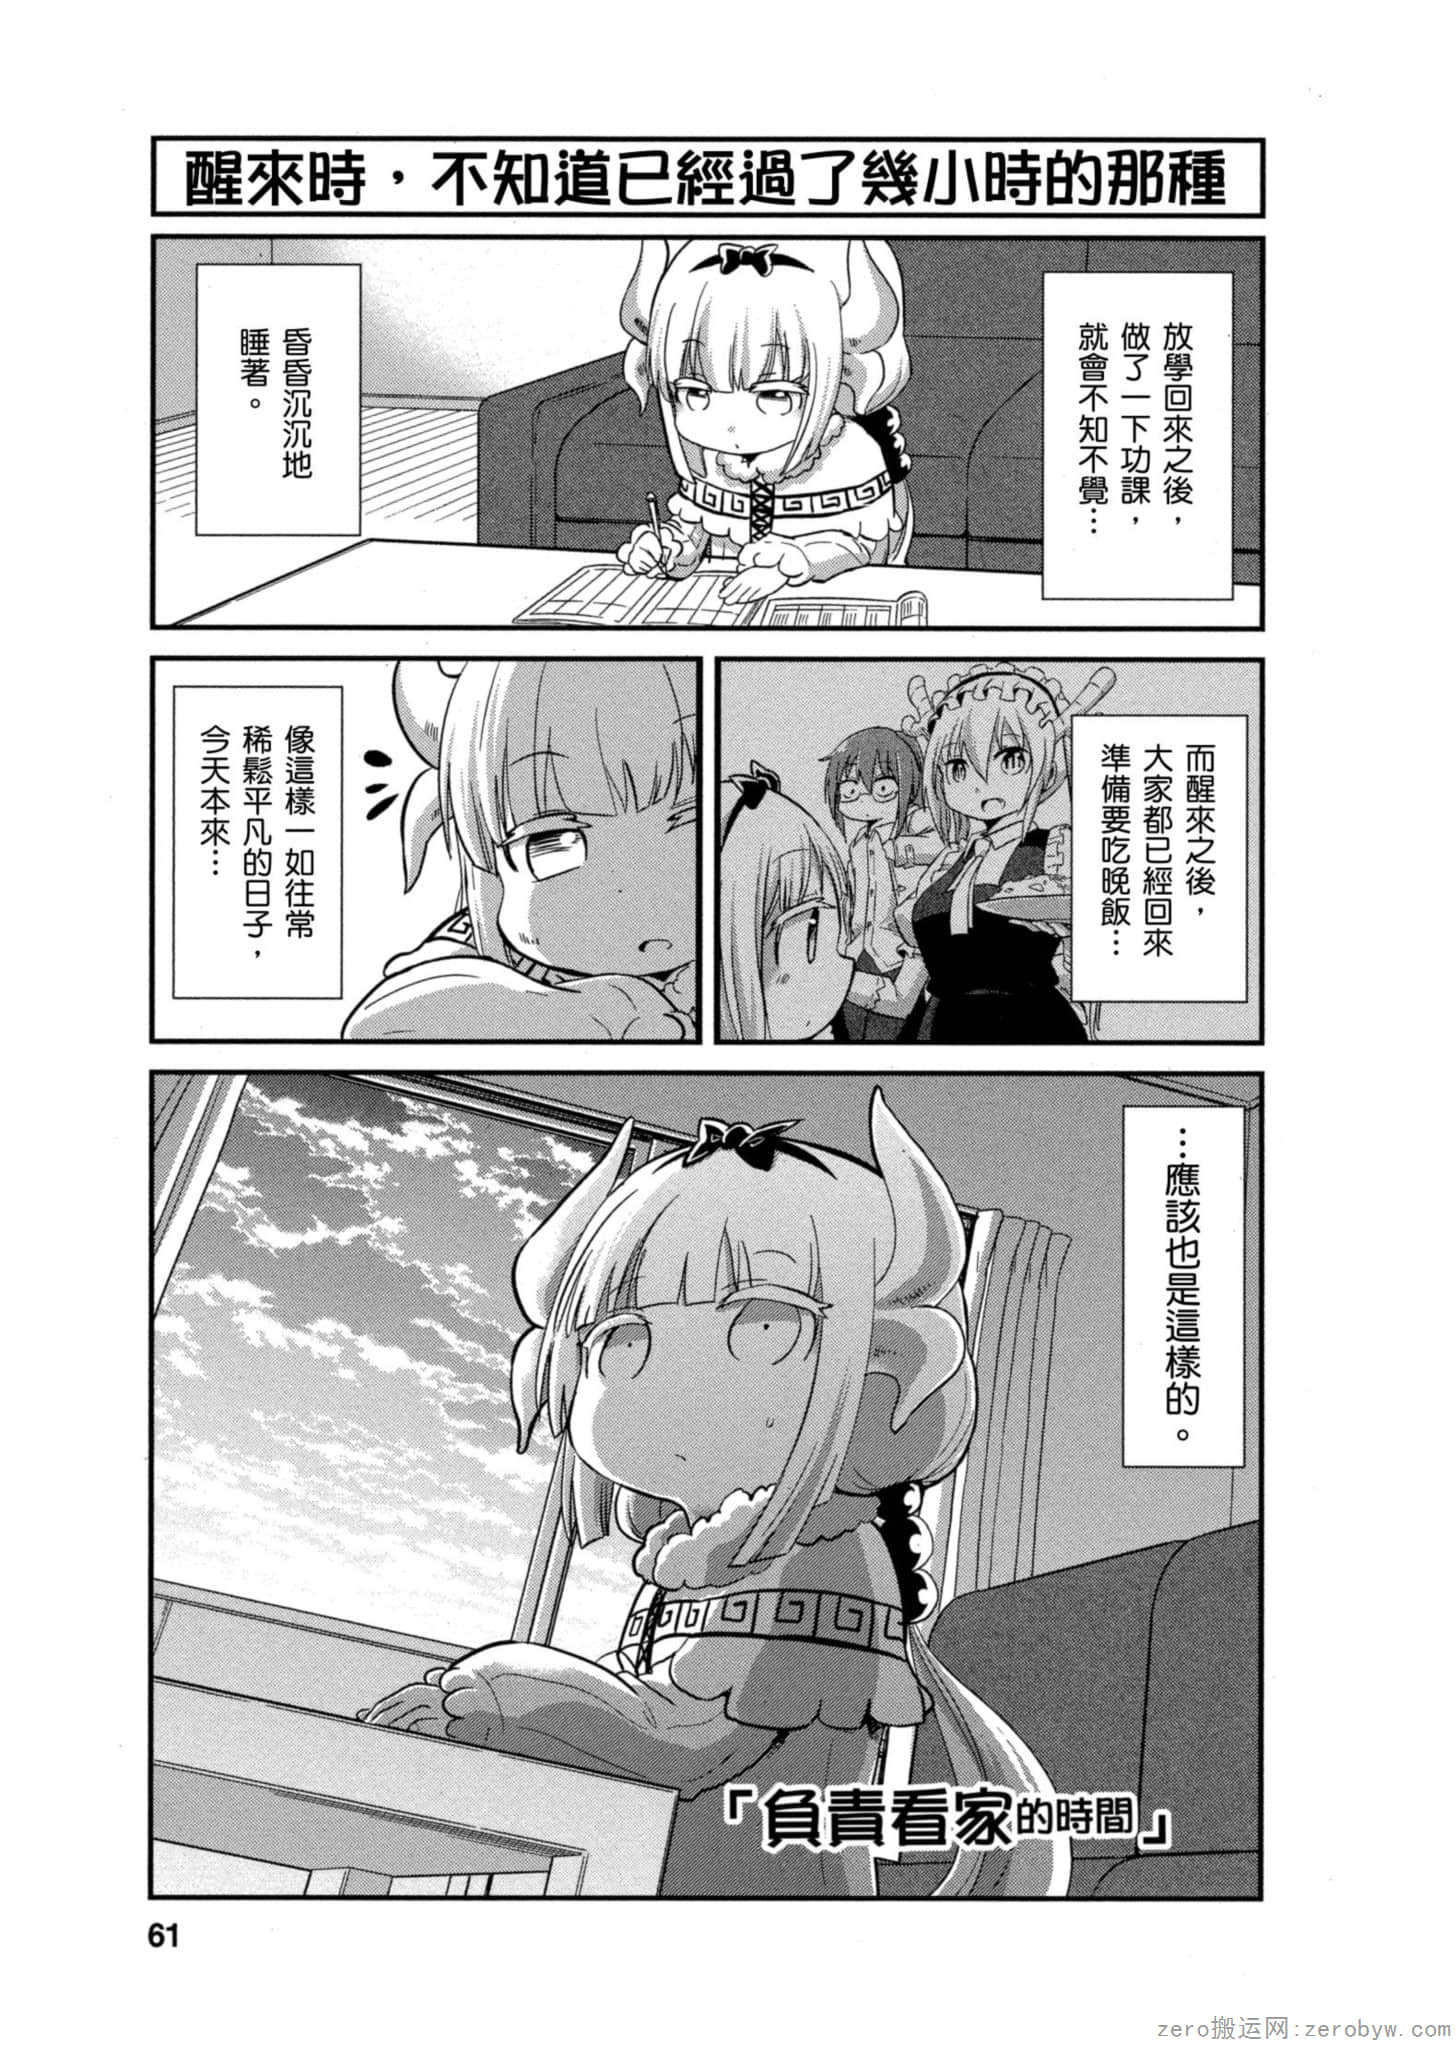 醒來時，不知道已經過了幾小時的那種
放學回來之後，
做了一下功課，
就會不知不覺…
昏昏沉沉地
睡著。
而醒來之後，
大家都已經回來
準備要吃晚飯…
像這樣一如往常
稀鬆平凡的日子，
今天本來…
…應該也是這樣的。
「負責看家的時間」
61
zero搬运网:zerobyw.com